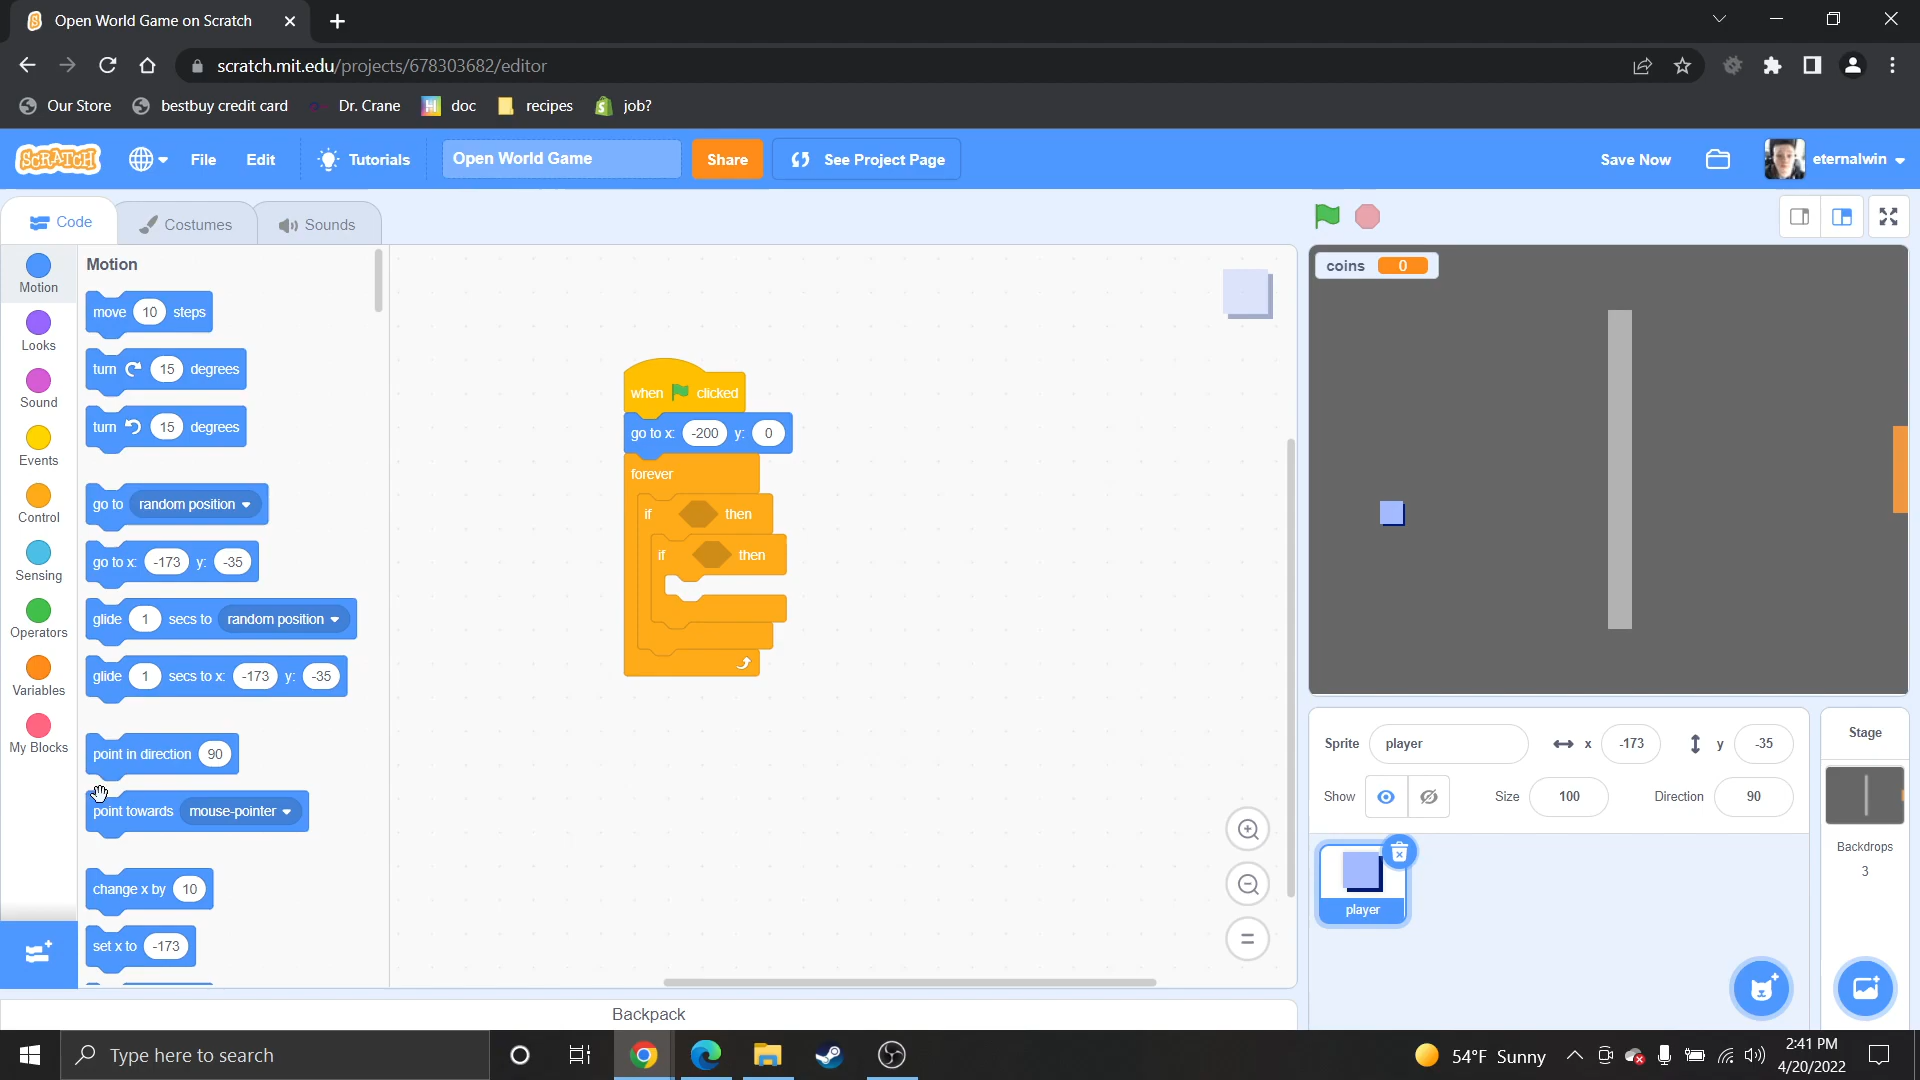 Open World Game on Scratch
scratch.mit.edu/projects/678303682/editor
Our Store
bestbuy credit card
Dr. Crane
doc
recipes
job?
SCRATCH
File
Edit
Tutorials
Open World Game
Share
See Project Page
Save Now
eternalwin
Code
Costumes
Sounds
Motion
Looks
Sound
Events
Control
Sensing
Operators
Variables
My Blocks
Motion
move 10 steps
turn 15 degrees
turn 15 degrees
go to random position
go to x: -173 y: -35
glide 1 secs to random position
glide 1 secs to x: -173 y: -35
point in direction 90
point towards mouse-pointer
change x by 10
set x to -173
when clicked
go to x: -200 y: 0
forever
if then
if then
coins 0
Sprite player x -173 y -35
Show Size 100 Direction 90
player
Stage
Backdrops
3
Backpack
Type here to search
54°F Sunny
2:41 PM
4/20/2022